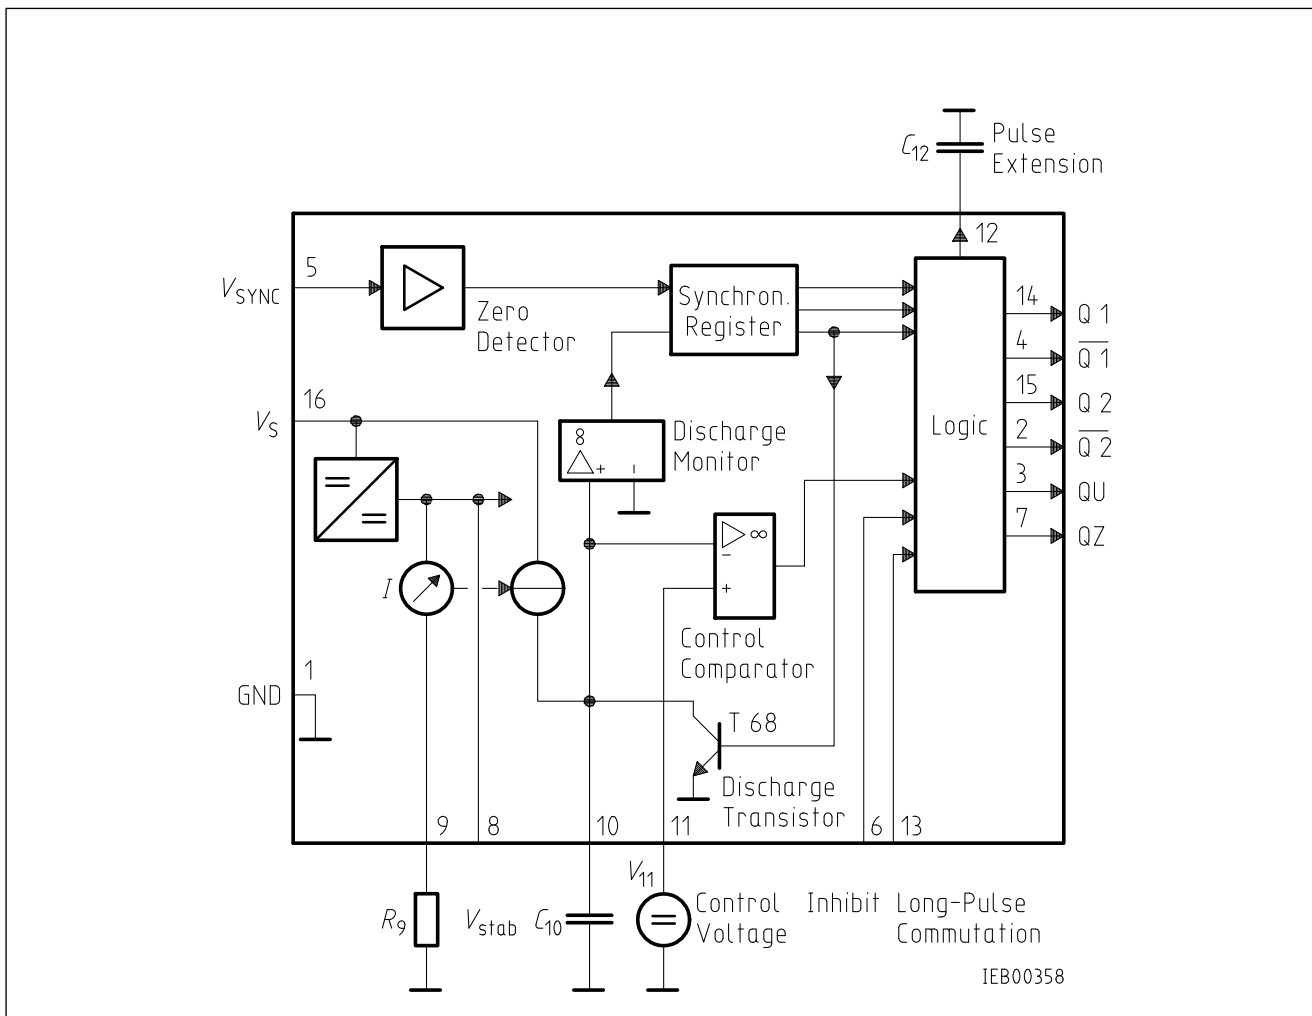 C12
Pulse
Extension
12
5
VSYNC
Zero
Detector
Synchron.
Register
14
Q 1
4
Q̅ 1̅
15
Q 2
2
Q̅ 2̅
3
QU
7
QZ
Logic
16
VS
8
+ -
Discharge
Monitor
∞
-
+
I
Control
Comparator
1
GND
T 68
Discharge
Transistor
9
8
10
11
6
13
R9
Vstab
C10
V11
Control
Voltage
Inhibit
Long-Pulse
Commutation
IEB00358